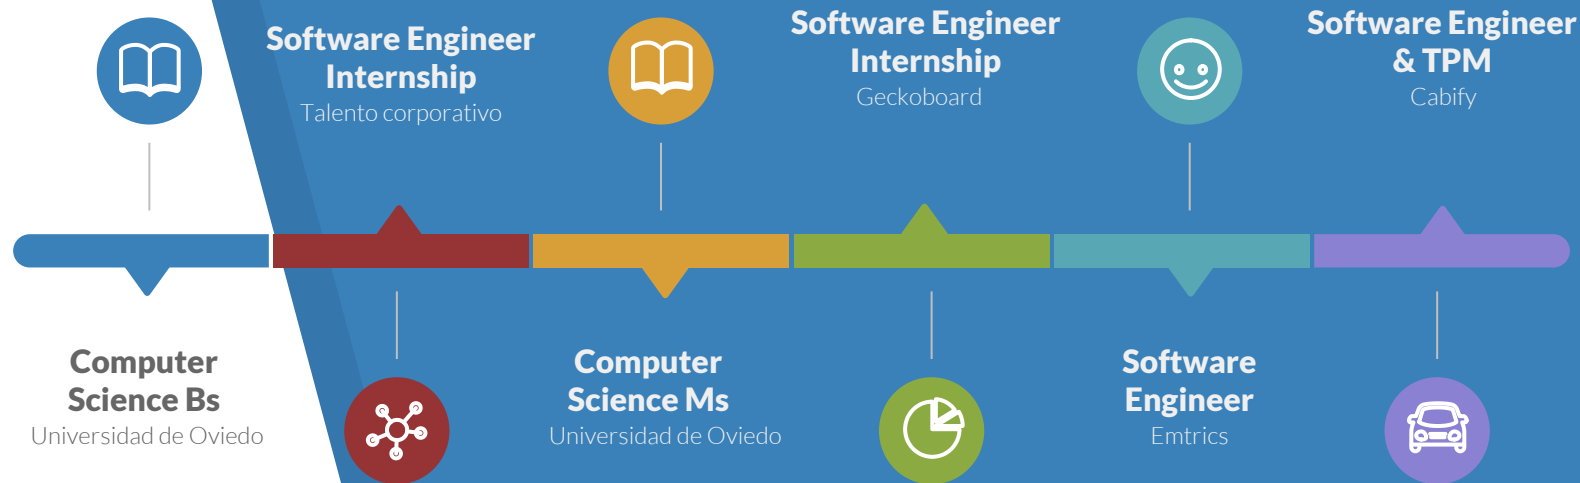 Software Engineer
Internship
Talento corporativo
Software Engineer
Internship
Geckoboard
Software Engineer
& TPM
Cabify
Computer
Science Bs
Universidad de Oviedo
Computer
Science Ms
Universidad de Oviedo
Software
Engineer
Emtrics